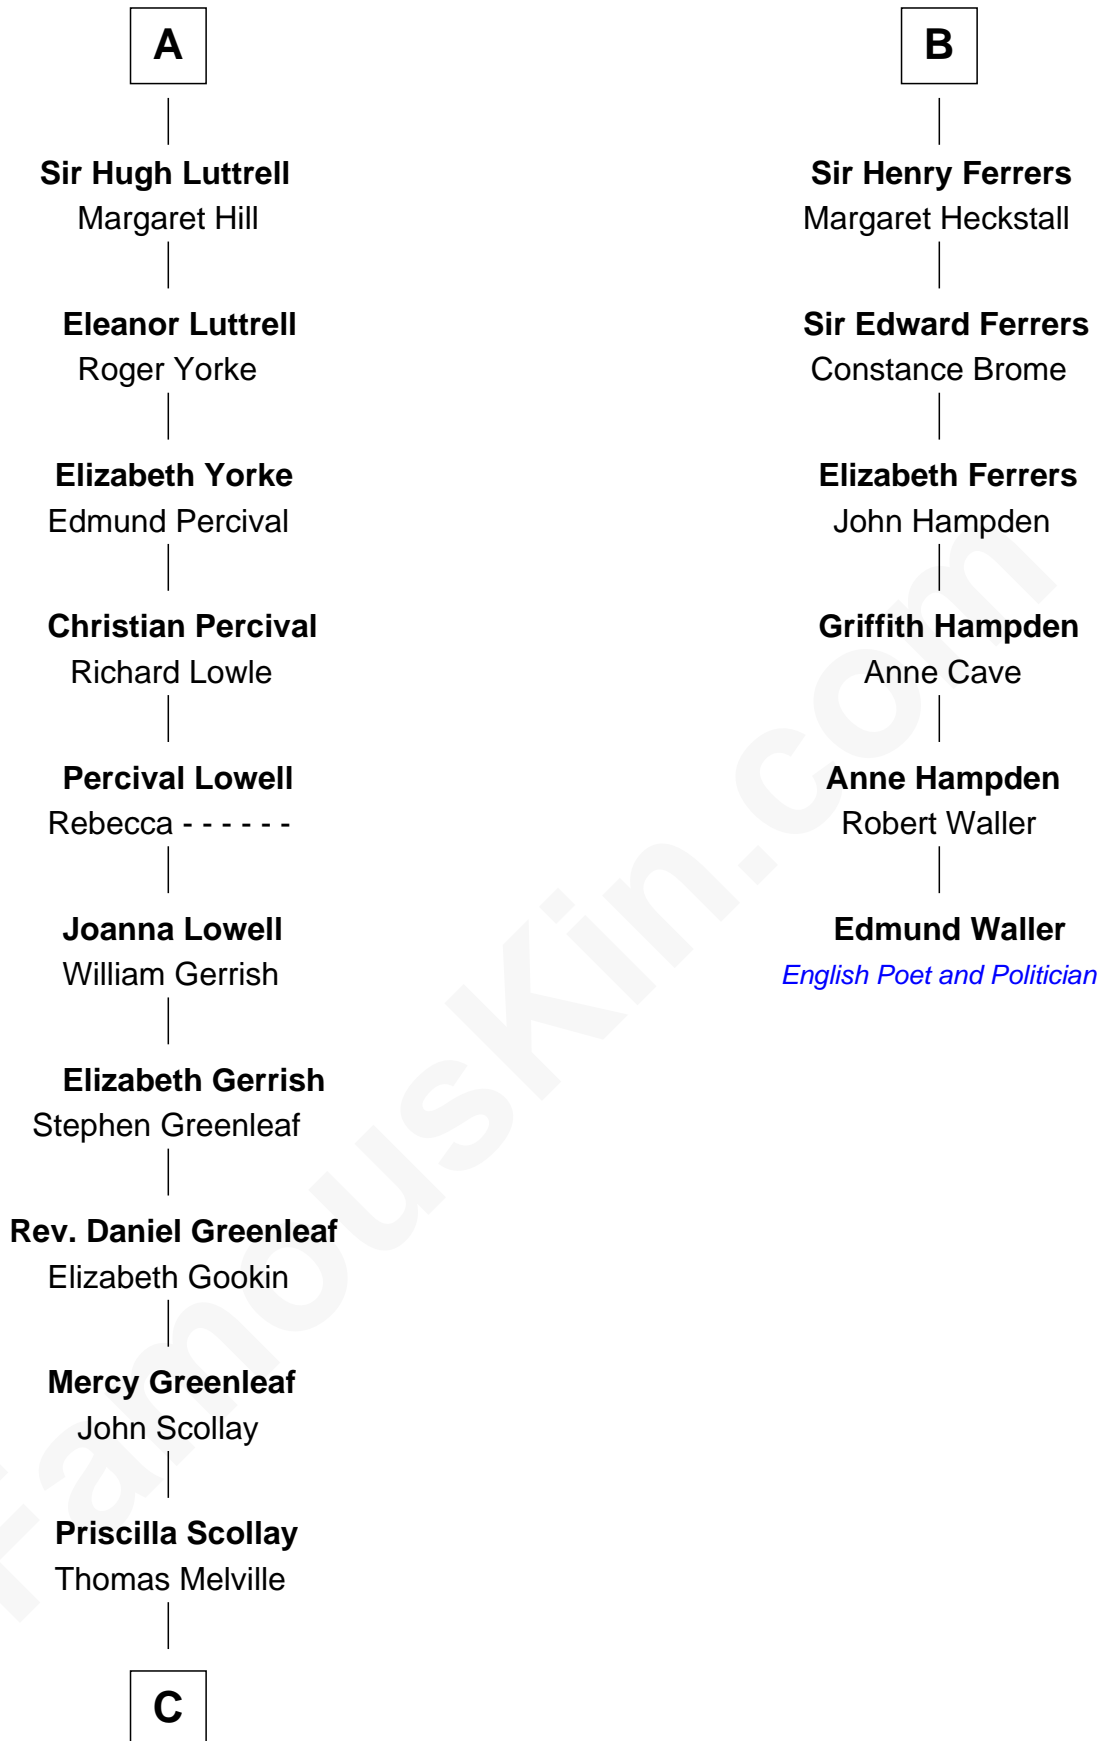 A
Sir Hugh Luttrell
Margaret Hill
Eleanor Luttrell
Roger Yorke
Elizabeth Yorke
Edmund Percival
Christian Percival
Richard Lowle
Percival Lowell
Rebecca - - - - - -
Joanna Lowell
William Gerrish
Elizabeth Gerrish
Stephen Greenleaf
Rev. Daniel Greenleaf
Elizabeth Gookin
Mercy Greenleaf
John Scollay
Priscilla Scollay
Thomas Melville
C
B
Sir Henry Ferrers
Margaret Heckstall
Sir Edward Ferrers
Constance Brome
Elizabeth Ferrers
John Hampden
Griffith Hampden
Anne Cave
Anne Hampden
Robert Waller
Edmund Waller
English Poet and Politician
FamousKin.com